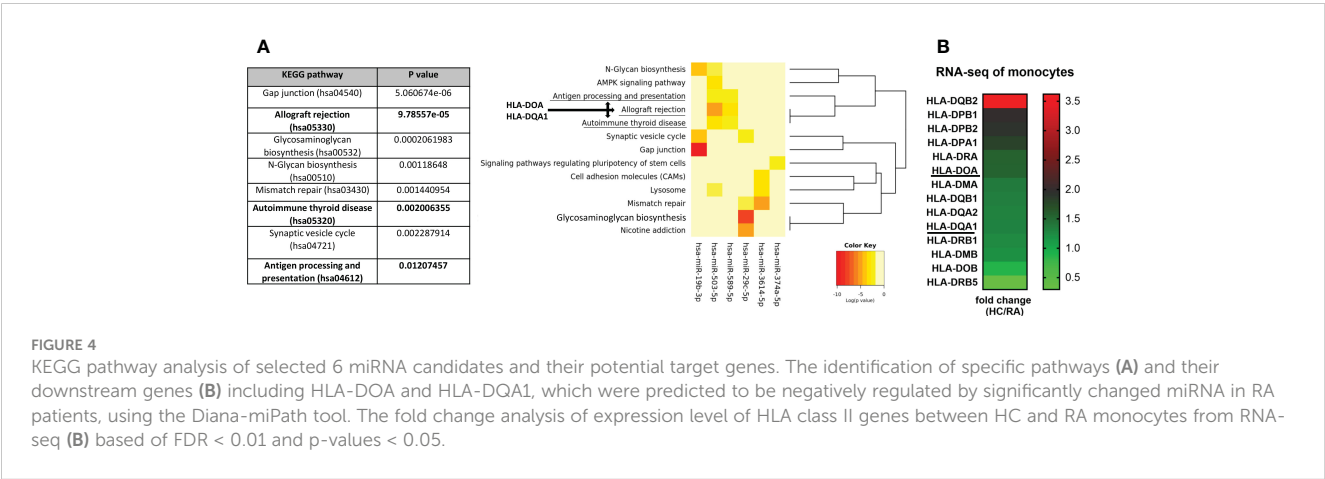 A
KEGG pathway P value
Gap junction (hsa04540) 5.060674e-06
Allograft rejection
(hsa05330)
9.78557e-05
Glycosaminoglycan
biosynthesis (hsa00532)
0.0002061983
N-Glycan biosynthesis
(hsa00510)
0.00118648
Mismatch repair (hsa03430) 0.001440954
Autoimmune thyroid disease
(hsa05320)
0.002006355
Synaptic vesicle cycle
(hsa04721)
0.002287914
Antigen processing and
presentation (hsa04612)
0.01207457
HLA-DOA
HLA-DQA1
N-Glycan biosynthesis
AMPK signaling pathway
Antigen processing and presentation
Allograft rejection
Autoimmune thyroid disease
Synaptic vesicle cycle
Gap junction
Signaling pathways regulating pluripotency of stem cells
Cell adhesion molecules (CAMs)
Lysosome
Mismatch repair
Glycosaminoglycan biosynthesis
Nicotine addiction
hsa-miR-19b-3p
hsa-miR-503-5p
hsa-miR-589-5p
hsa-miR-29c-5p
hsa-miR-3614-5p
hsa-miR-374a-5p
Color Key
-10 -5 0
Log(p value)
B
RNA-seq of monocytes
HLA-DQB2
HLA-DPB1
HLA-DPB2
HLA-DPA1
HLA-DRA
HLA-DOA
HLA-DMA
HLA-DQB1
HLA-DQA2
HLA-DQA1
HLA-DRB1
HLA-DMB
HLA-DOB
HLA-DRB5
3.5
3.0
2.5
2.0
1.5
1.0
0.5
fold change
(HC/RA)
FIGURE 4
KEGG pathway analysis of selected 6 miRNA candidates and their potential target genes. The identification of specific pathways (A) and their
downstream genes (B) including HLA-DOA and HLA-DQA1, which were predicted to be negatively regulated by significantly changed miRNA in RA
patients, using the Diana-miPath tool. The fold change analysis of expression level of HLA class II genes between HC and RA monocytes from RNA-
seq (B) based of FDR < 0.01 and p-values < 0.05.